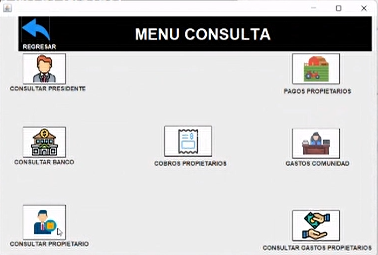 MENU CONSULTA
REGRESAR
CONSULTAR PRESIDENTE
PAGOS PROPIETARIOS
CONSULTAR BANCO
COBROS PROPIETARIOS
GASTOS COMUNIDAD
CONSULTAR PROPIETARIO
CONSULTAR GASTOS PROPIETARIOS